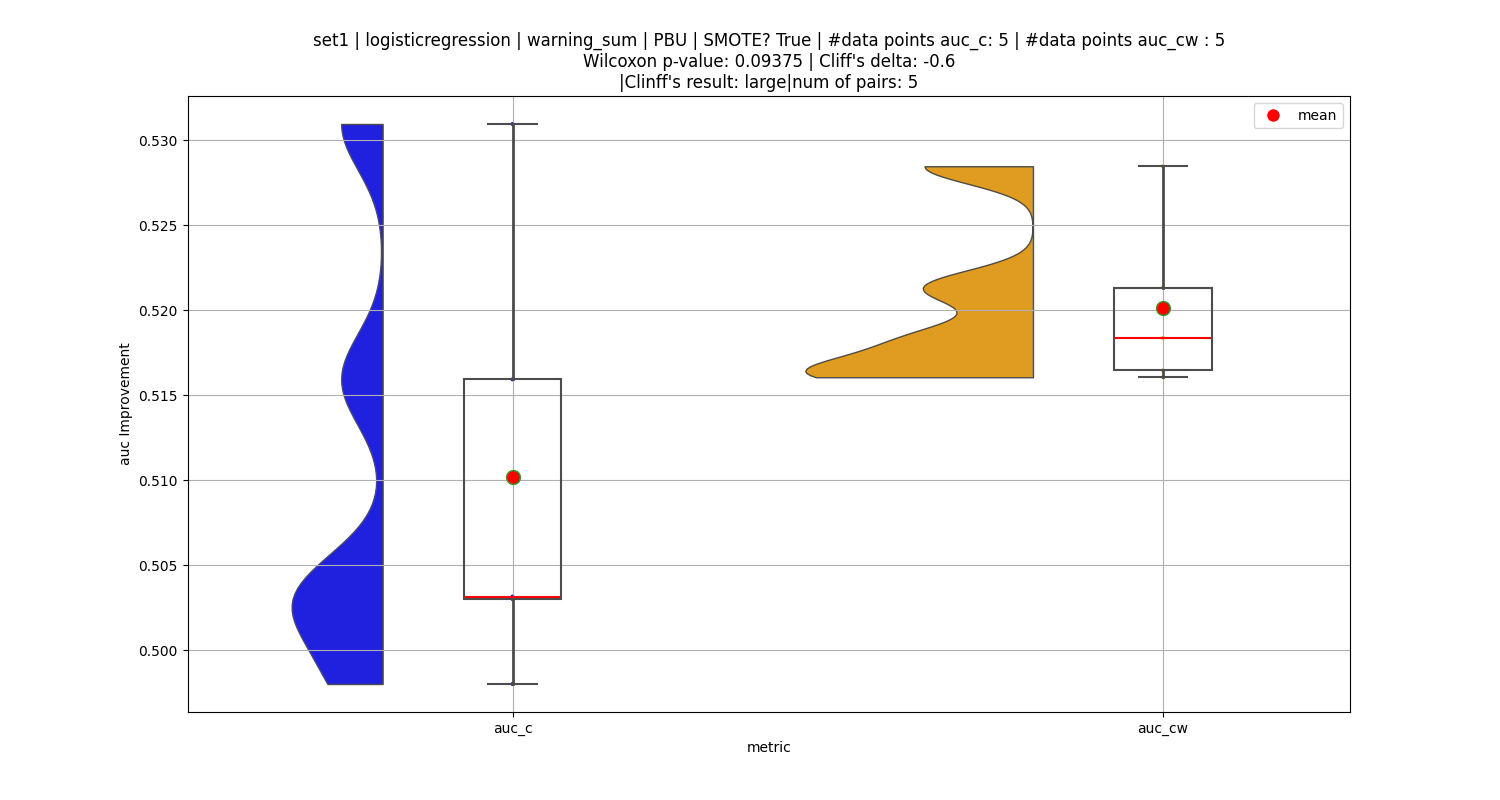 set1 | logisticregression | warning_sum | PBU | SMOTE? True | #data points auc_c: 5 | #data points auc_cw : 5
Wilcoxon p-value: 0.09375 | Cliff's delta: -0.6
|Clinff's result: large|num of pairs: 5
mean
0.530
0.525
0.520
0.515
0.510
0.505
0.500
auc Improvement
auc_c
auc_cw
metric